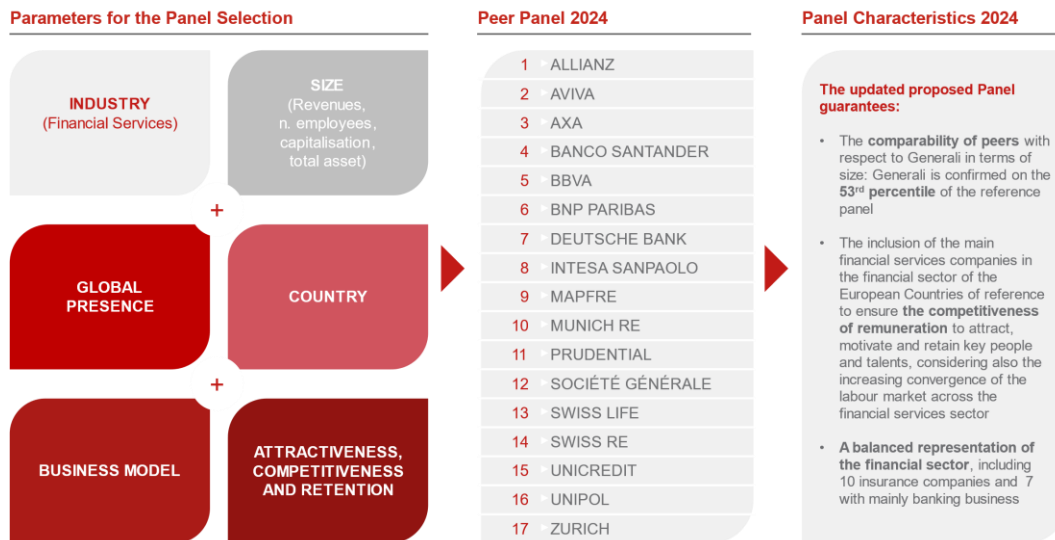 Parameters for the Panel Selection
INDUSTRY
(Financial Services)
SIZE
(Revenues,
n. employees,
capitalisation,
total asset)
+
GLOBAL
PRESENCE
COUNTRY
+
BUSINESS MODEL
ATTRACTIVENESS,
COMPETITIVENESS
AND RETENTION
Peer Panel 2024
1 ALLIANZ
2 AVIVA
3 AXA
4 BANCO SANTANDER
5 BBVA
6 BNP PARIBAS
7 DEUTSCHE BANK
8 INTESA SANPAOLO
9 MAPFRE
10 MUNICH RE
11 PRUDENTIAL
12 SOCIÉTÉ GÉNÉRALE
13 SWISS LIFE
14 SWISS RE
15 UNICREDIT
16 UNIPOL
17 ZURICH
Panel Characteristics 2024
The updated proposed Panel
guarantees:
• The comparability of peers with
respect to Generali in terms of
size: Generali is confirmed on the
53rd percentile of the reference
panel
• The inclusion of the main
financial services companies in
the financial sector of the
European Countries of reference
to ensure the competitiveness
of remuneration to attract,
motivate and retain key people
and talents, considering also the
increasing convergence of the
labour market across the
financial services sector
• A balanced representation of
the financial sector, including
10 insurance companies and 7
with mainly banking business